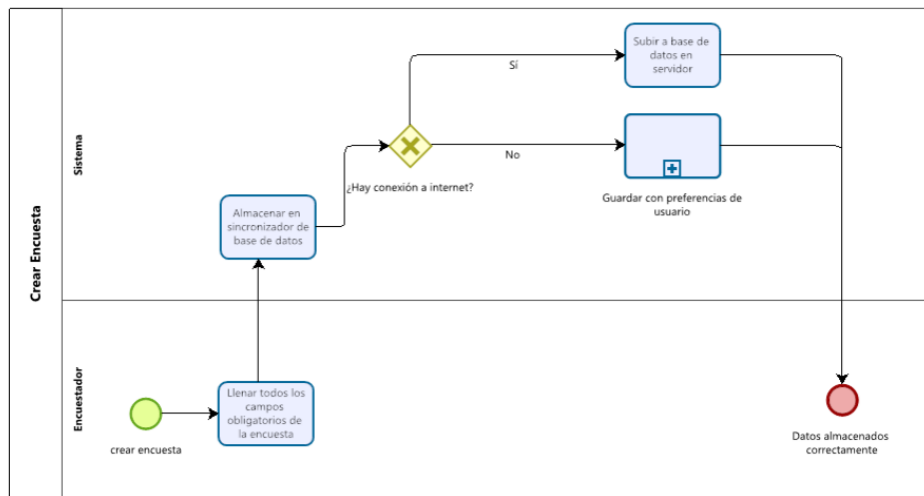 Crear Encuesta
Sistema
Subir a base de
datos en
servidor
Sí
No
¿Hay conexión a internet?
Guardar con preferencias de
usuario
Almacenar en
sincronizador de
base de datos
Encuestador
crear encuesta
Llenar todos los
campos
obligatorios de
la encuesta
Datos almacenados
correctamente